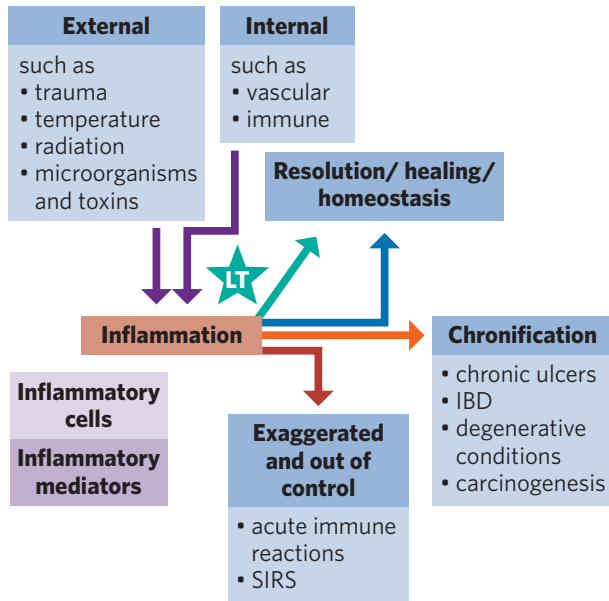 External
such as
• trauma
• temperature
• radiation
• microorganisms
and toxins
Internal
such as
• vascular
• immune
Resolution/ healing/
homeostasis
LT
Inflammation
Chronification
• chronic ulcers
• IBD
• degenerative
conditions
• carcinogenesis
Inflammatory
cells
Inflammatory
mediators
Exaggerated
and out of
control
• acute immune
reactions
• SIRS